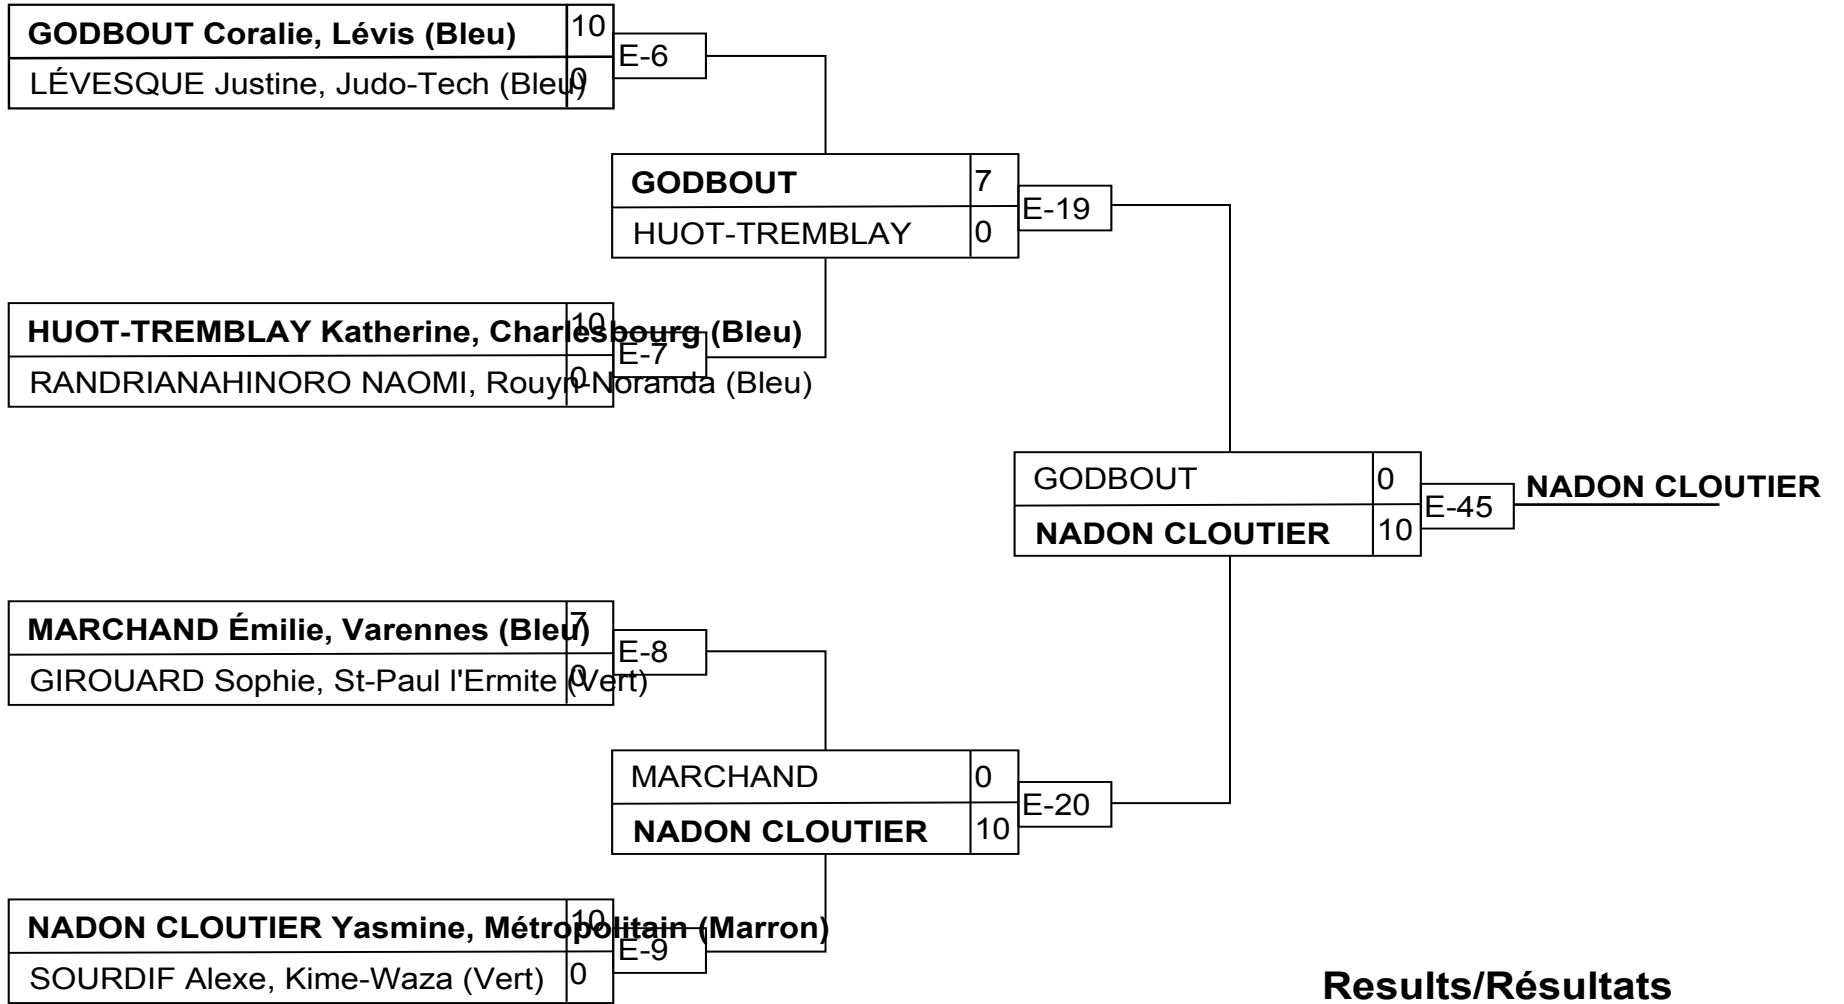 GODBOUT Coralie, Lévis (Bleu) 10
E-6
LÉVESQUE Justine, Judo-Tech (Bleu) 0
GODBOUT 7
E-19
HUOT-TREMBLAY 0
HUOT-TREMBLAY Katherine, Charlesbourg (Bleu) 10
E-7
RANDRIANAHINORO NAOMI, Rouyn-Noranda (Bleu) 0
GODBOUT 0
E-45
NADON CLOUTIER
NADON CLOUTIER 10
MARCHAND Émilie, Varennes (Bleu) 7
E-8
GIROUARD Sophie, St-Paul l'Ermite (Vert) 0
MARCHAND 0
E-20
NADON CLOUTIER 10
NADON CLOUTIER Yasmine, Métropolitain (Marron) 10
E-9
SOURDIF Alexe, Kime-Waza (Vert) 0
Results/Résultats